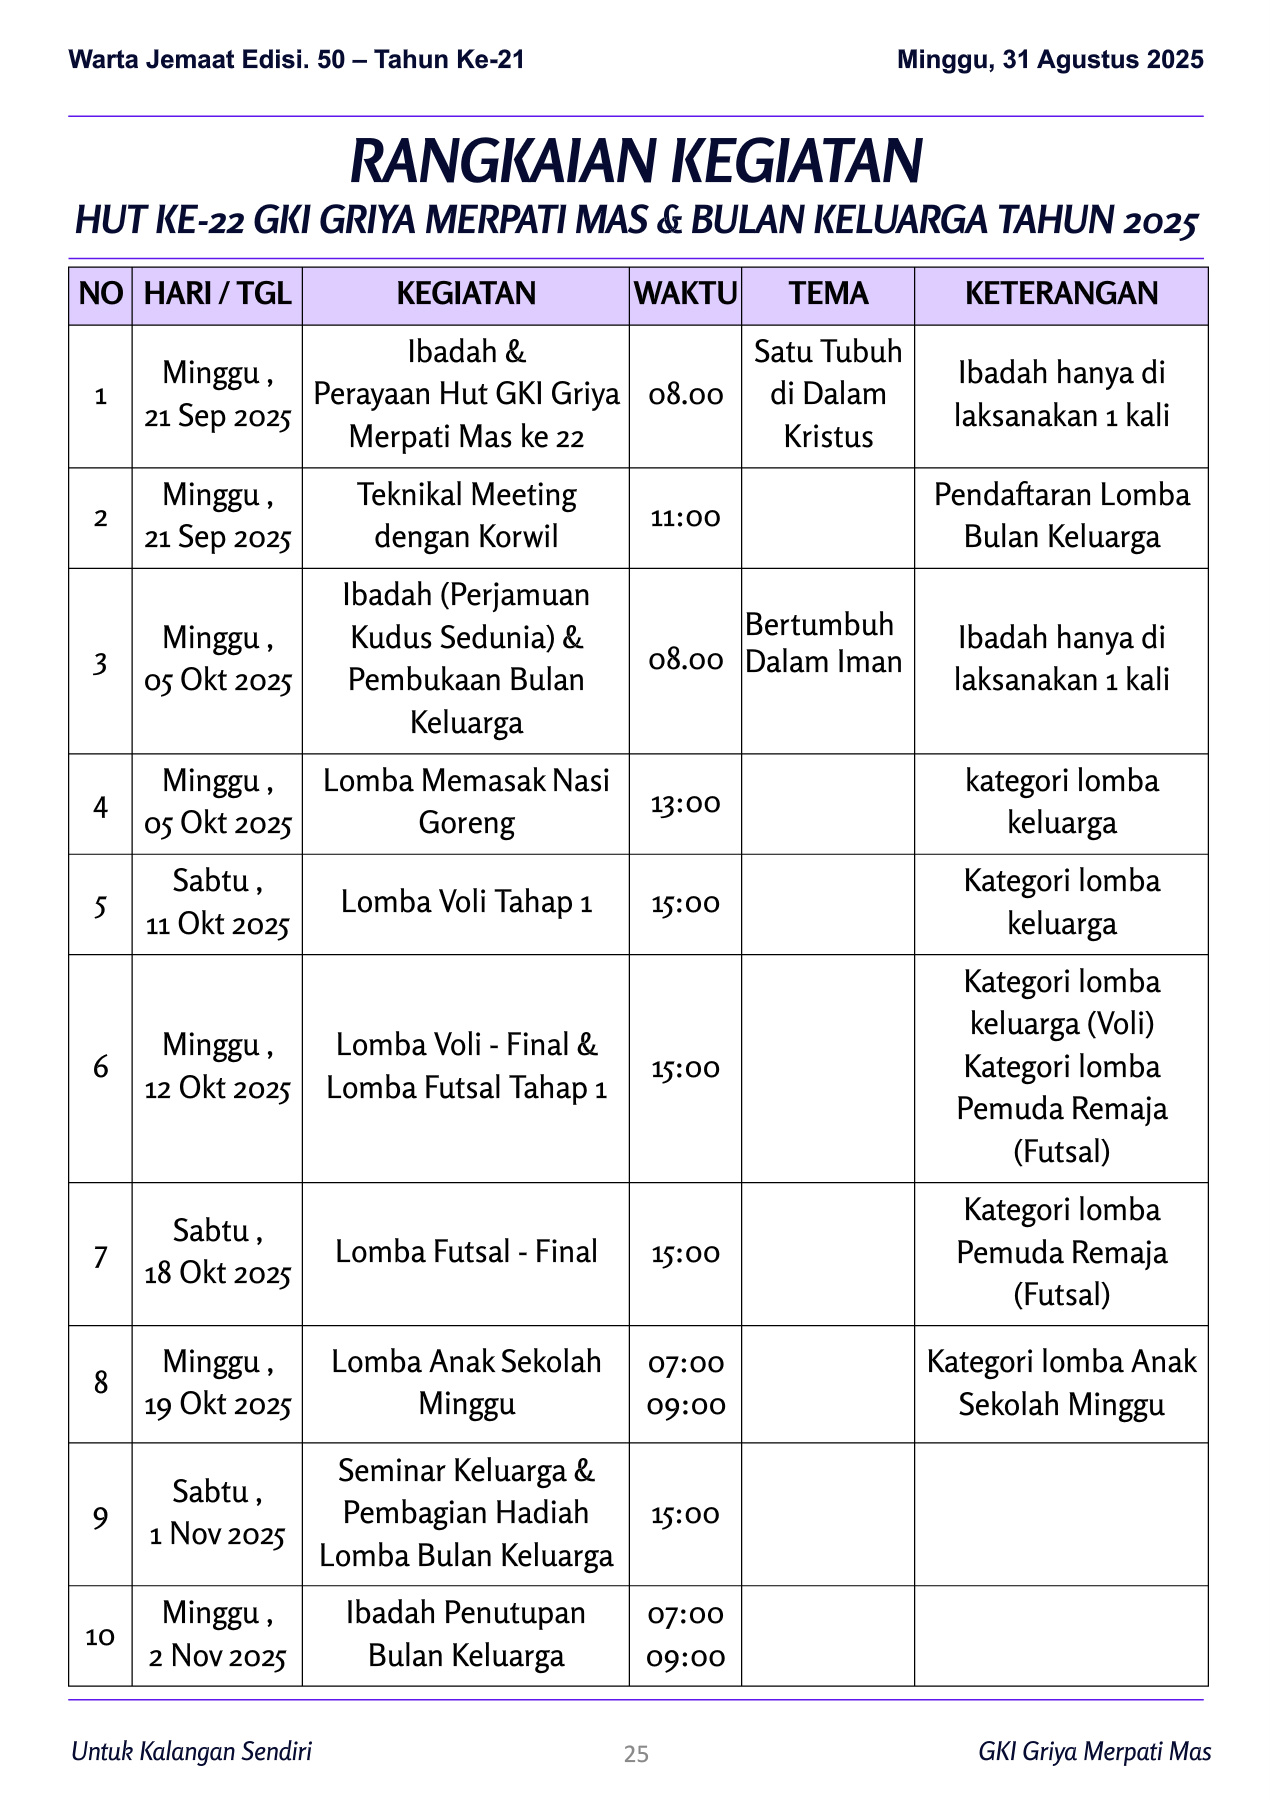 Warta Jemaat Edisi. 50 – Tahun Ke-21
Minggu, 31 Agustus 2025
RANGKAIAN KEGIATAN
HUT KE-22 GKI GRIYA MERPATI MAS & BULAN KELUARGA TAHUN 2025
NO HARI / TGL KEGIATAN WAKTU TEMA KETERANGAN
1
Minggu ,
21 Sep 2025
Ibadah &
Perayaan Hut GKI Griya
Merpati Mas ke 22
08.00
Satu Tubuh
di Dalam
Kristus
Ibadah hanya di
laksanakan 1 kali
2
Minggu ,
21 Sep 2025
Teknikal Meeting
dengan Korwil
11:00
Pendaftaran Lomba
Bulan Keluarga
3
Minggu ,
05 Okt 2025
Ibadah (Perjamuan
Kudus Sedunia) &
Pembukaan Bulan
Keluarga
08.00
Bertumbuh
Dalam Iman
Ibadah hanya di
laksanakan 1 kali
4
Minggu ,
05 Okt 2025
Lomba Memasak Nasi
Goreng
13:00
kategori lomba
keluarga
5
Sabtu ,
11 Okt 2025
Lomba Voli Tahap 1
15:00
Kategori lomba
keluarga
6
Minggu ,
12 Okt 2025
Lomba Voli - Final &
Lomba Futsal Tahap 1
15:00
Kategori lomba
keluarga (Voli)
Kategori lomba
Pemuda Remaja
(Futsal)
7
Sabtu ,
18 Okt 2025
Lomba Futsal - Final
15:00
Kategori lomba
Pemuda Remaja
(Futsal)
8
Minggu ,
19 Okt 2025
Lomba Anak Sekolah
Minggu
07:00
09:00
Kategori lomba Anak
Sekolah Minggu
9
Sabtu ,
1 Nov 2025
Seminar Keluarga &
Pembagian Hadiah
Lomba Bulan Keluarga
15:00
10
Minggu ,
2 Nov 2025
Ibadah Penutupan
Bulan Keluarga
07:00
09:00
Untuk Kalangan Sendiri
25
GKI Griya Merpati Mas